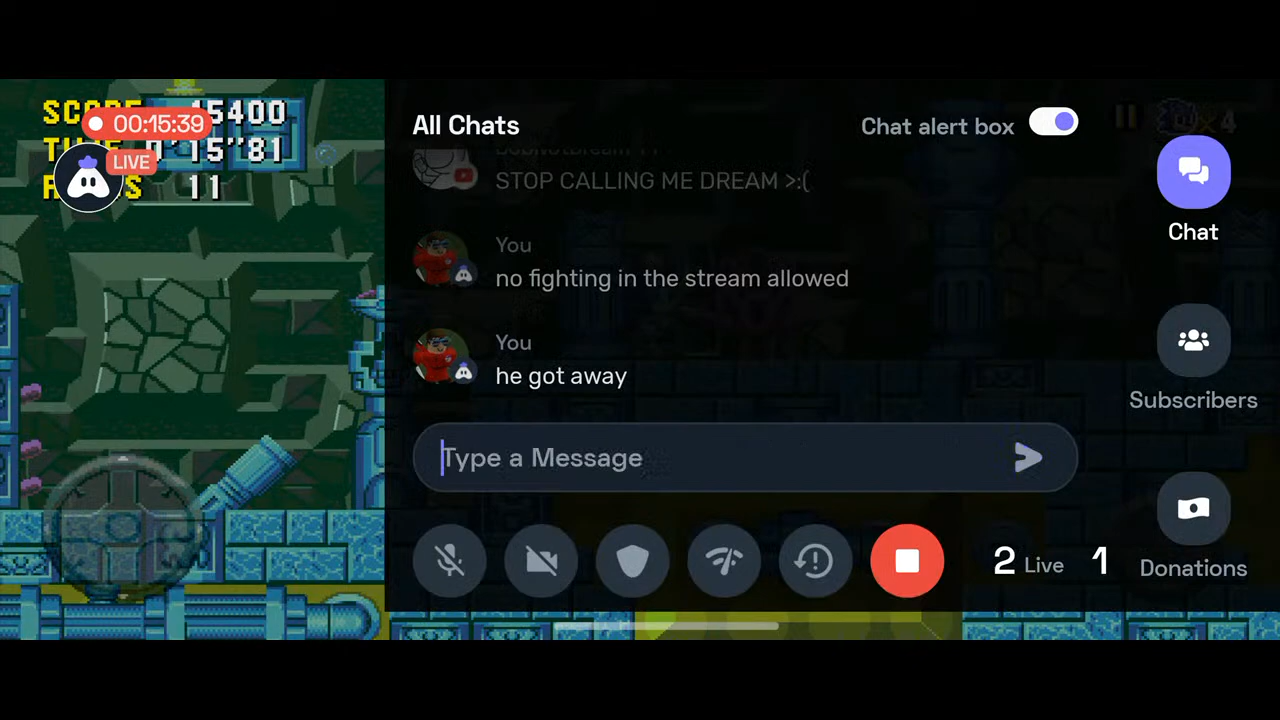 SCORE 15400
00:15:39
TIME 0'15"81
LIVE
11
All Chats
Chat alert box
STOP CALLING ME DREAM >:(
You
no fighting in the stream allowed
You
he got away
Type a Message
2 Live 1
Chat
Subscribers
Donations
4